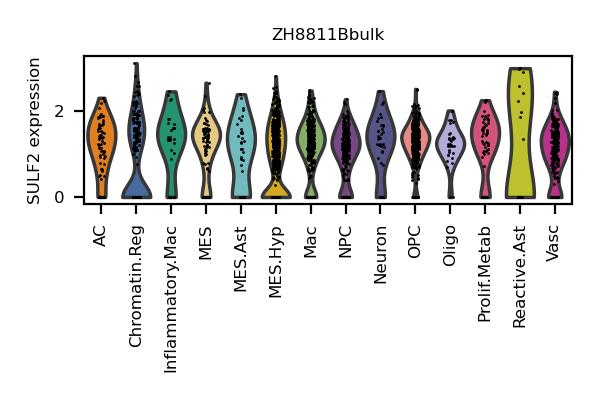 ZH8811Bbulk
SULF2 expression
2
0
AC
Chromatin.Reg
Inflammatory.Mac
MES
MES.Ast
MES.Hyp
Mac
NPC
Neuron
OPC
Oligo
Prolif.Metab
Reactive.Ast
Vasc